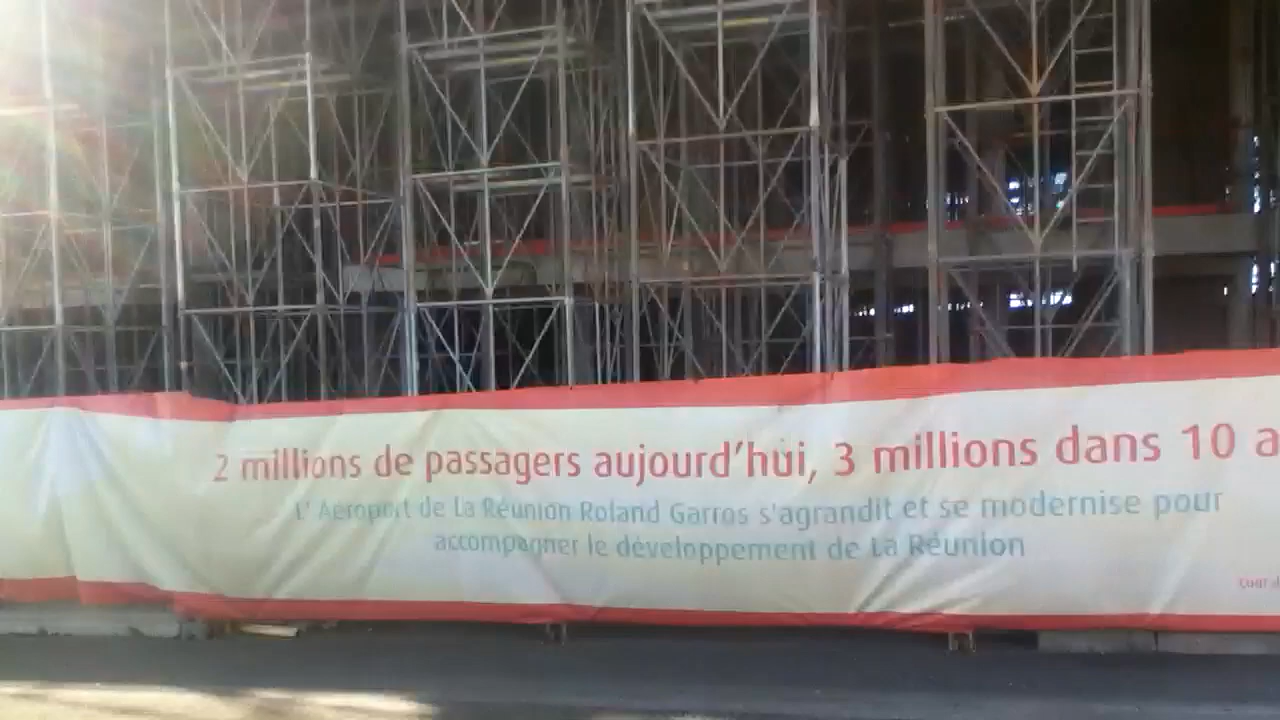 2 millions de passagers aujourd'hui, 3 millions dans 10 a
L' Aéroport de La Réunion Roland Garros s'agrandit et se modernise pour
accompagner le développement de La Réunion